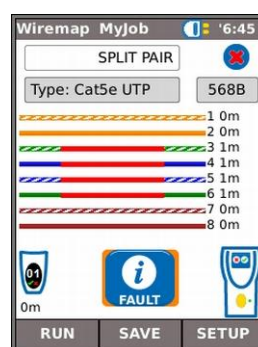 Wiremap MyJob '6:45
SPLIT PAIR
Type: Cat5e UTP 568B
1 0m
2 0m
3 1m
4 1m
5 1m
6 1m
7 0m
8 0m
01
i
0m
FAULT
RUN SAVE SETUP